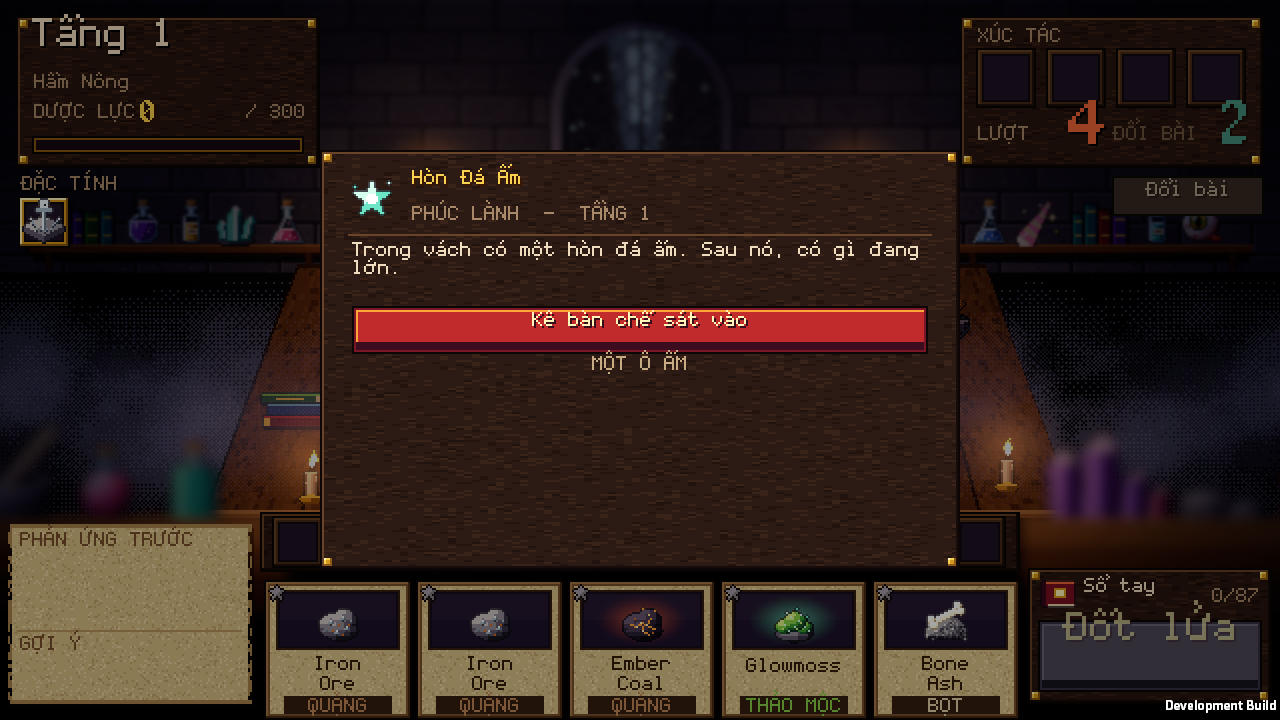 Tầng 1
Hầm Nông
DƯỢC LỰC 0 / 300
ĐẶC TÍNH
XÚC TÁC
LƯỢT 4 ĐỔI BÀI 2
Đổi bài
Hòn Đá Ấm
PHÚC LÀNH – TẦNG 1
Trong vách có một hòn đá ấm. Sau nó, có gì đang
lớn.
Kê bàn chế sát vào
MỘT Ô ẤM
PHẢN ỨNG TRƯỚC
GỢI Ý
Iron
Ore
QUẶNG
Iron
Ore
QUẶNG
Ember
Coal
QUẶNG
Glowmoss
THẢO MỘC
Bone
Ash
BỘT
Sổ tay
0/87
Đốt lửa
Development Build